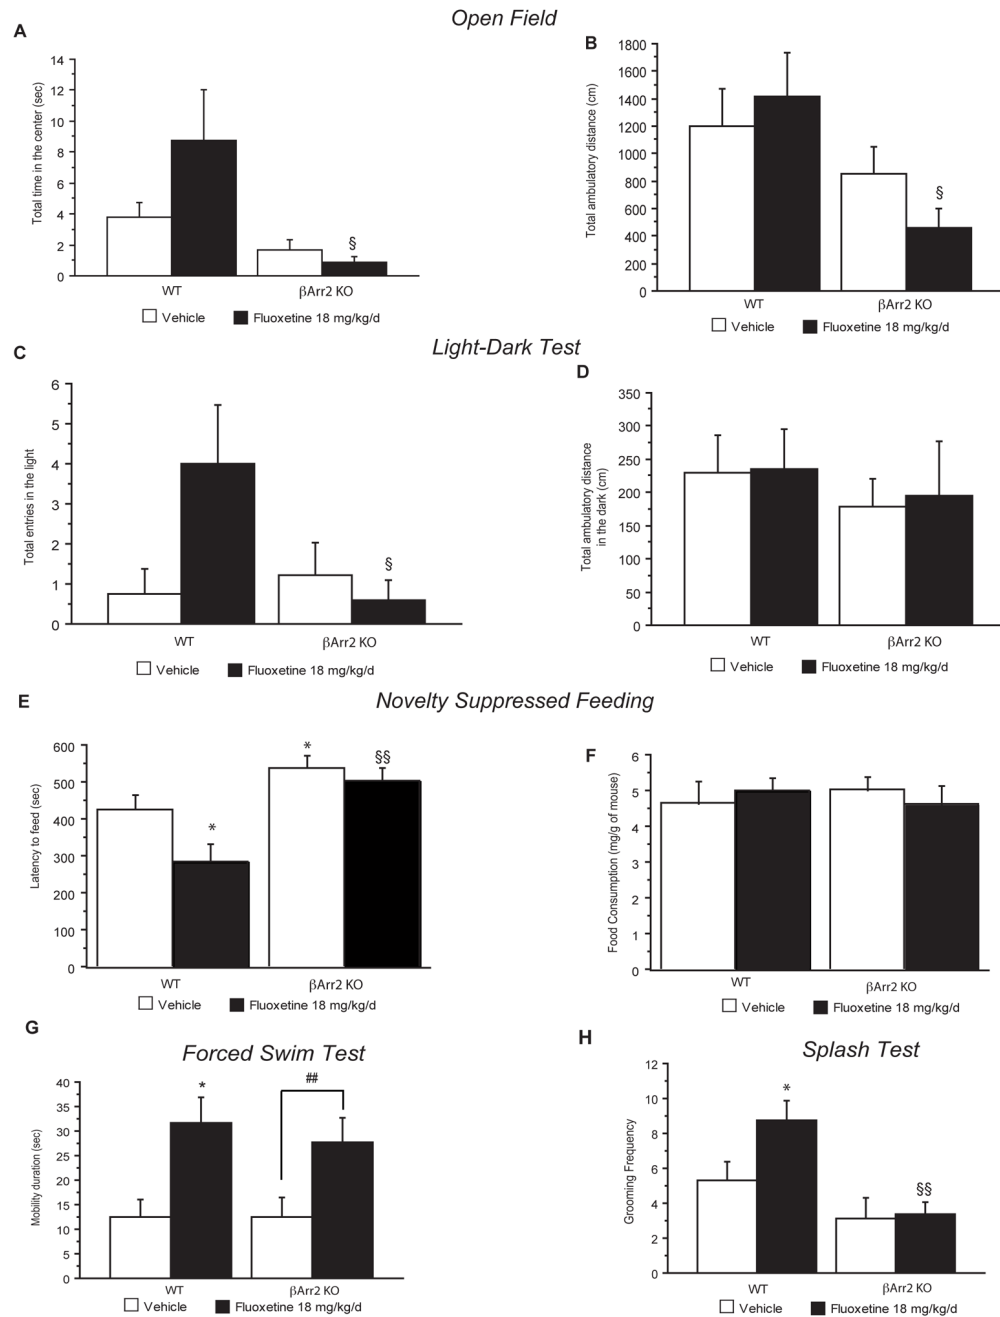 Open Field
A
B
Total time in the center (sec)
14
12
10
8
6
4
2
0
§
WT
βArr2 KO
Vehicle
Fluoxetine 18 mg/kg/d
Total ambulatory distance (cm)
1800
1600
1400
1200
1000
800
600
400
200
0
§
WT
βArr2 KO
Vehicle
Fluoxetine 18 mg/kg/d
Light-Dark Test
C
D
Total entries in the light
6
5
4
3
2
1
0
§
WT
βArr2 KO
Vehicle
Fluoxetine 18 mg/kg/d
Total ambulatory distance
in the dark (cm)
350
300
250
200
150
100
50
0
WT
βArr2 KO
Vehicle
Fluoxetine 18 mg/kg/d
Novelty Suppressed Feeding
E
F
Latency to feed (sec)
600
500
400
300
200
100
0
*
*
§§
WT
βArr2 KO
Vehicle
Fluoxetine 18 mg/kg/d
Food Consumption (mg/g of mouse)
6
5
4
3
2
1
0
WT
βArr2 KO
Vehicle
Fluoxetine 18 mg/kg/d
G
Forced Swim Test
Mobility duration (sec)
40
35
30
25
20
15
10
5
0
*
##
WT
βArr2 KO
Vehicle
Fluoxetine 18 mg/kg/d
H
Splash Test
Grooming Frequency
12
10
8
6
4
2
0
*
§§
WT
βArr2 KO
Vehicle
Fluoxetine 18 mg/kg/d